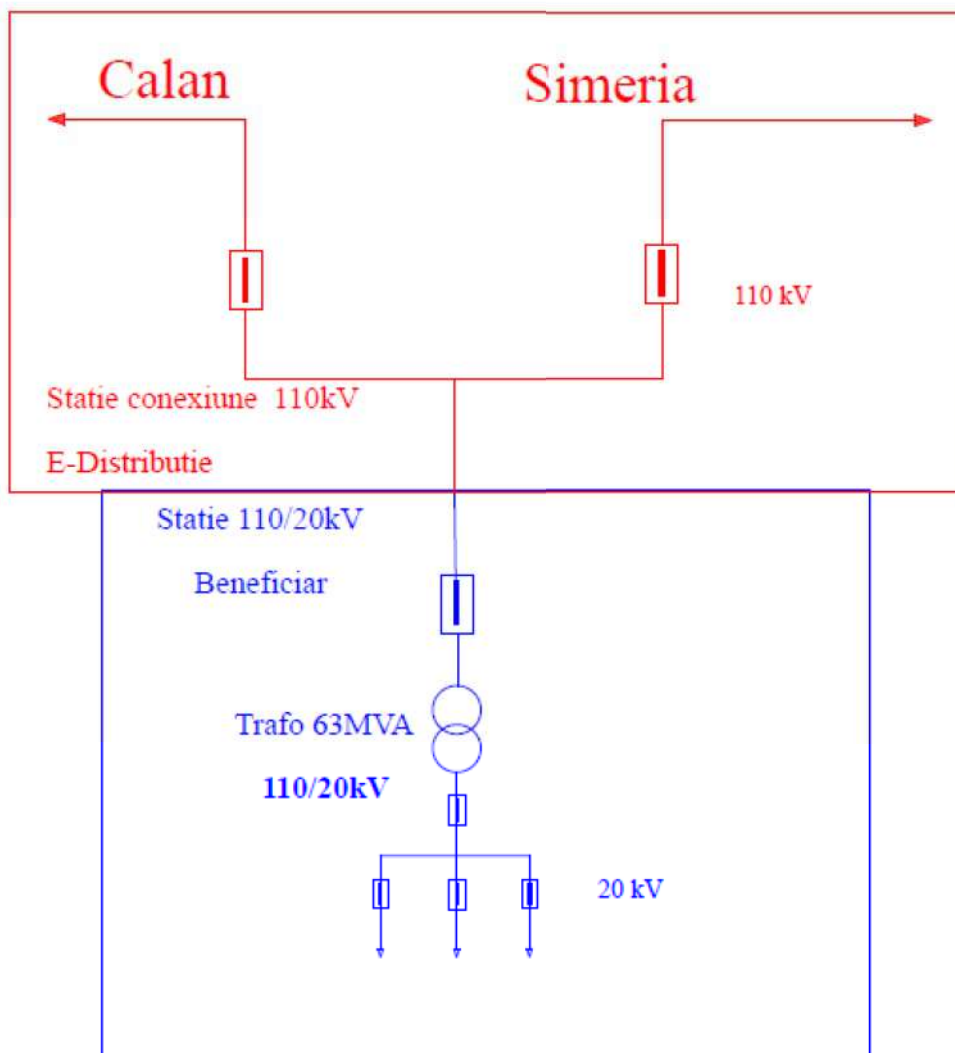 Calan
Simeria
110 kV
Statie conexiune 110kV
E-Distributie
Statie 110/20kV
Beneficiar
Trafo 63MVA
110/20kV
20 kV